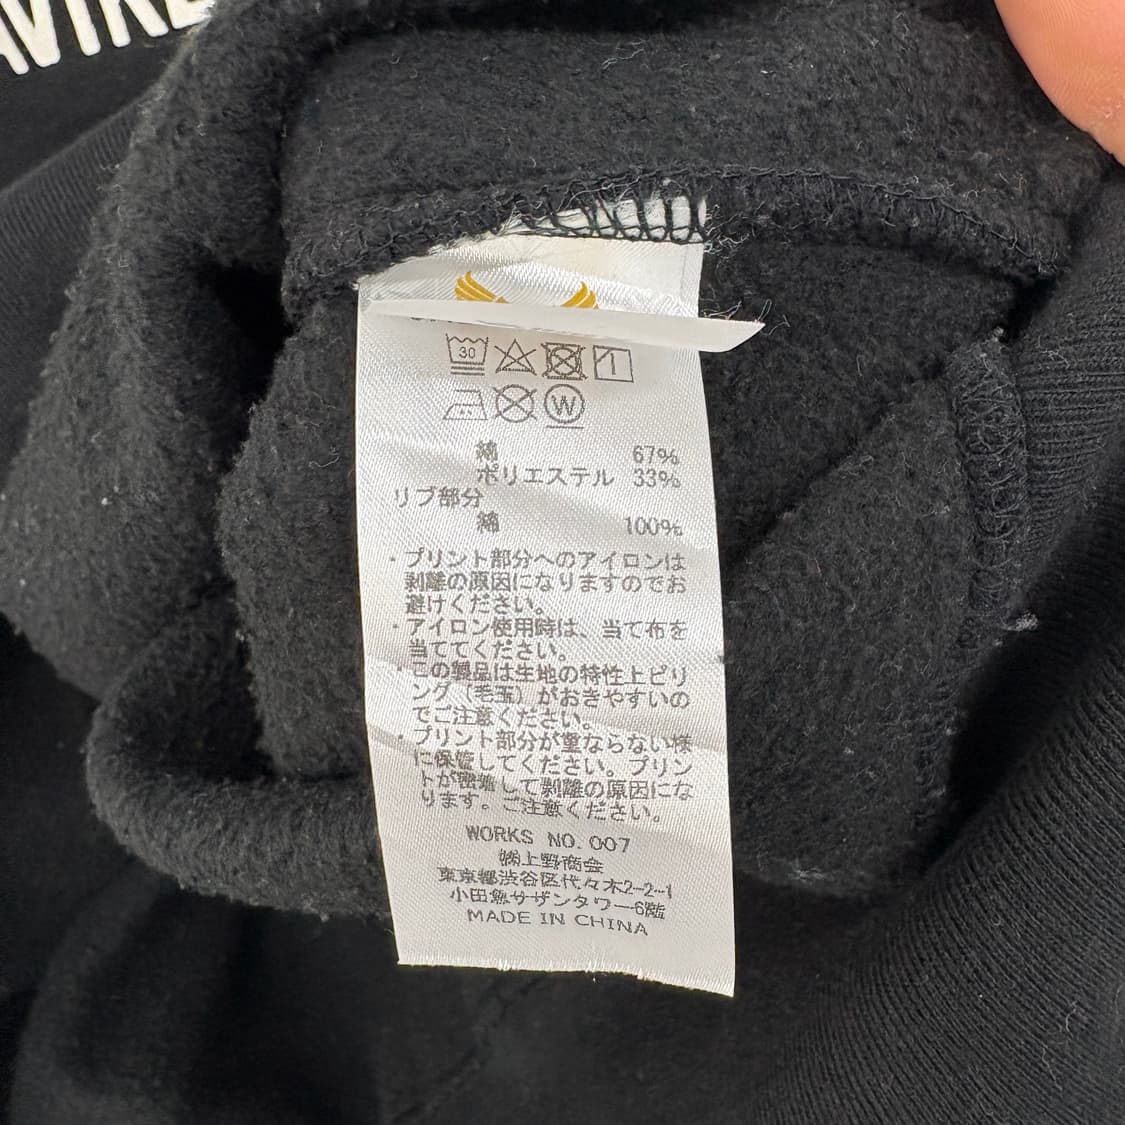 30
W
綿 67%
ポリエステル 33%
リブ部分
綿 100%
・プリント部分へのアイロンは
剥離の原因になりますのでお
避けください。
・アイロン使用時は、当て布を
当ててください。
・この製品は生地の特性上ピリ
ング（毛玉）がおきやすいの
でご注意ください。
・プリント部分が重ならない様
に保管してください。プリン
トが密着して剥離の原因にな
ります。ご注意ください。
WORKS NO. 007
㈱上野商会
東京都渋谷区代々木2-2-1
小田急サザンタワー6階
MADE IN CHINA